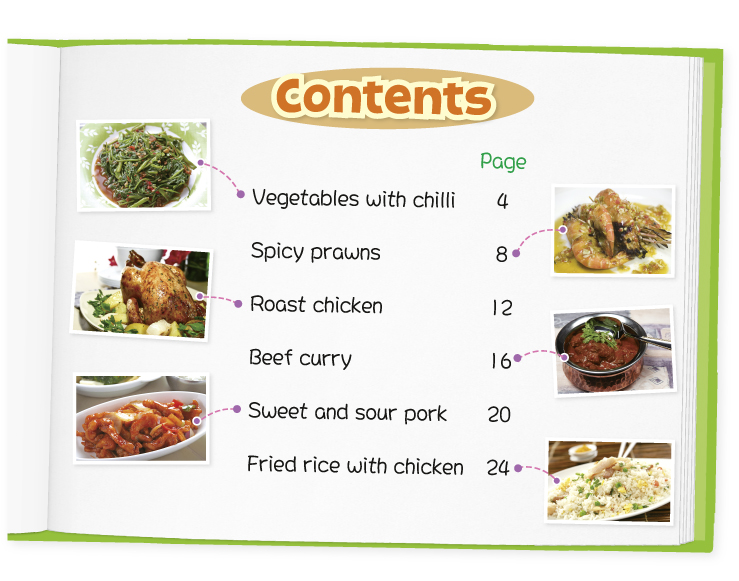 Contents
Page
Vegetables with chilli 4
Spicy prawns 8
Roast chicken 12
Beef curry 16
Sweet and sour pork 20
Fried rice with chicken 24